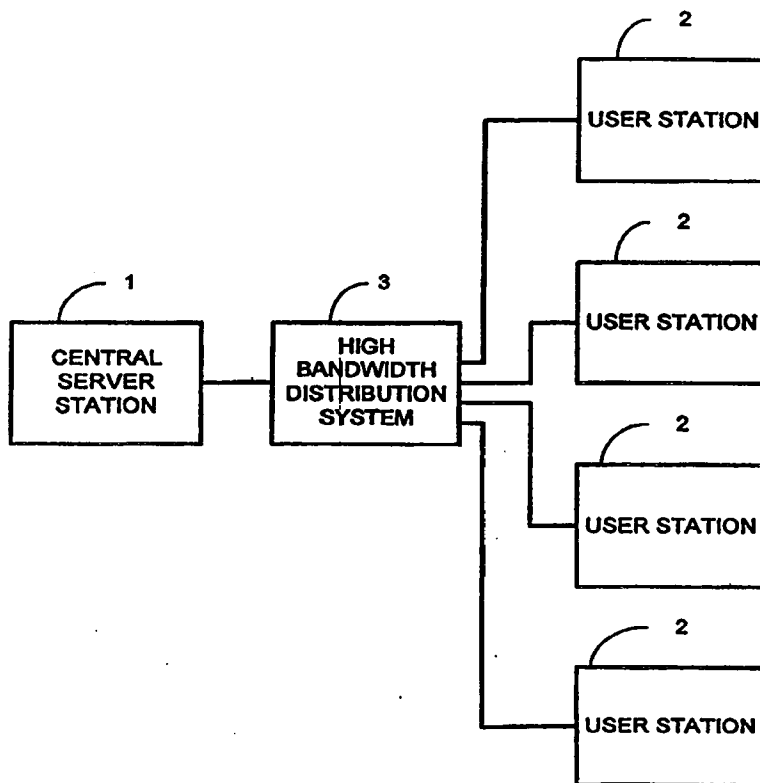 2
USER STATION
2
USER STATION
1
CENTRAL
SERVER
STATION
3
HIGH
BANDWIDTH
DISTRIBUTION
SYSTEM
2
USER STATION
2
USER STATION